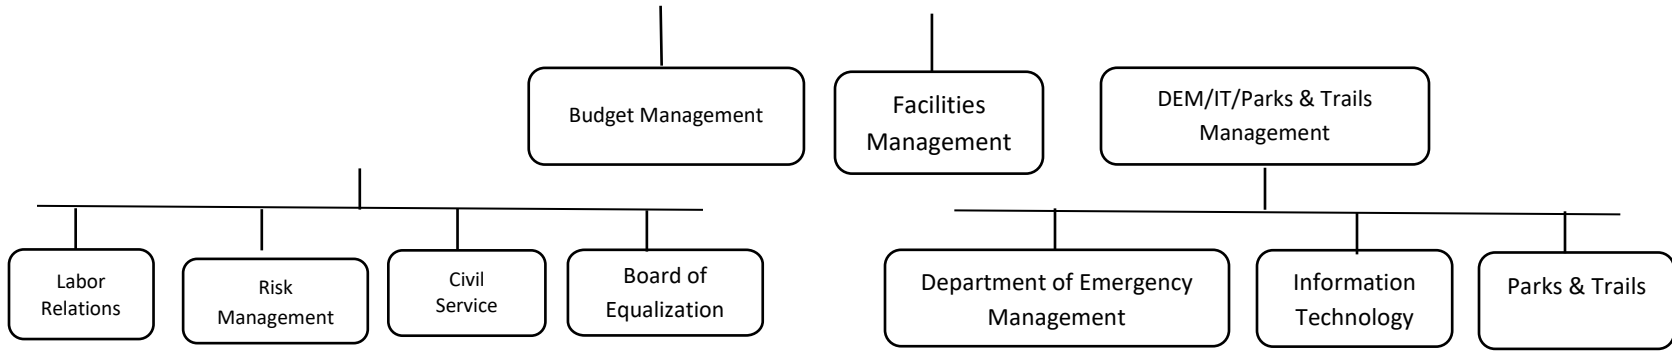 Budget Management
Facilities
Management
DEM/IT/Parks & Trails
Management
Labor
Relations
Risk
Management
Civil
Service
Board of
Equalization
Department of Emergency
Management
Information
Technology
Parks & Trails